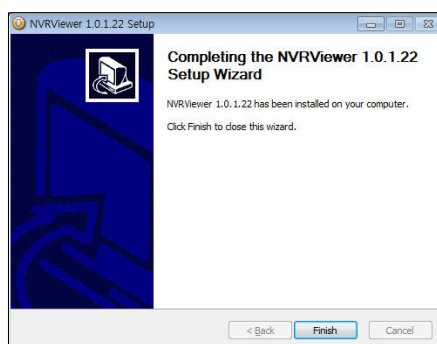 NVRViewer 1.0.1.22 Setup
Completing the NVRViewer 1.0.1.22
Setup Wizard
NVRViewer 1.0.1.22 has been installed on your computer.
Click Finish to close this wizard.
< Back
Finish
Cancel